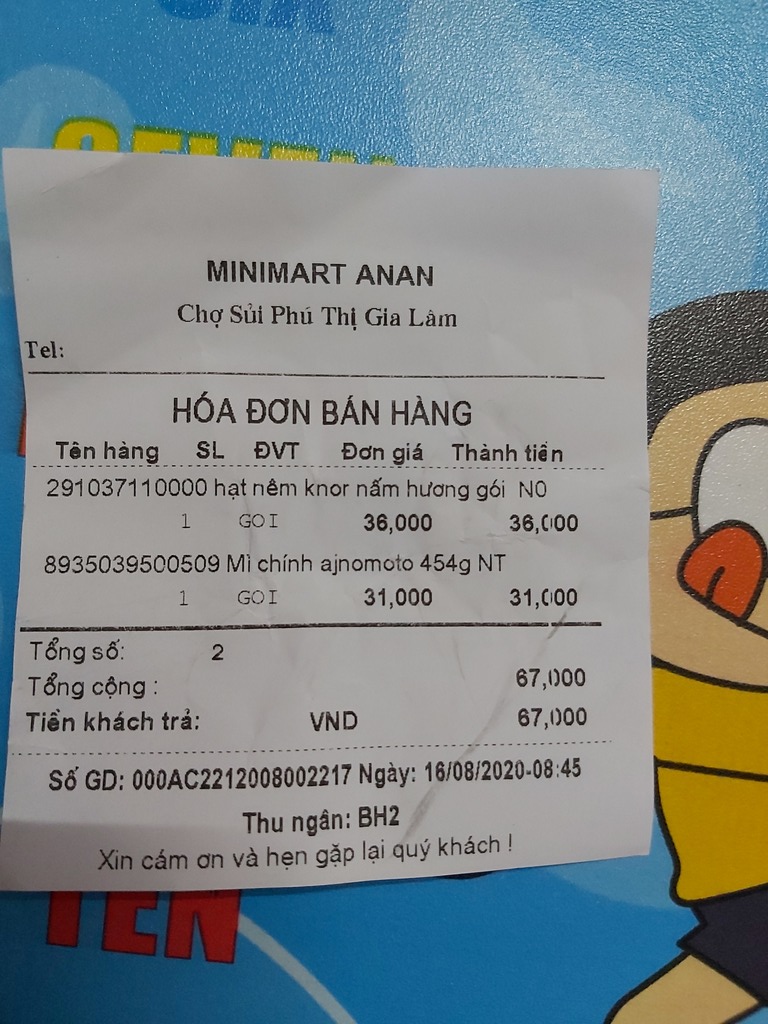 MINIMART ANAN
Chợ Sủi Phú Thị Gia Lâm
Tel:
HÓA ĐƠN BÁN HÀNG
Tên hàng SL ĐVT Đơn giá Thành tiền
291037110000 hạt nêm knor nấm hương gói N0
1 GOI 36,000 36,000
8935039500509 Mì chính ajnomoto 454g NT
1 GOI 31,000 31,000
Tổng số: 2
Tổng cộng : 67,000
Tiền khách trả: VND 67,000
Số GD: 000AC2212008002217 Ngày: 16/08/2020-08:45
Thu ngân: BH2
Xin cám ơn và hẹn gặp lại quý khách !
TEN